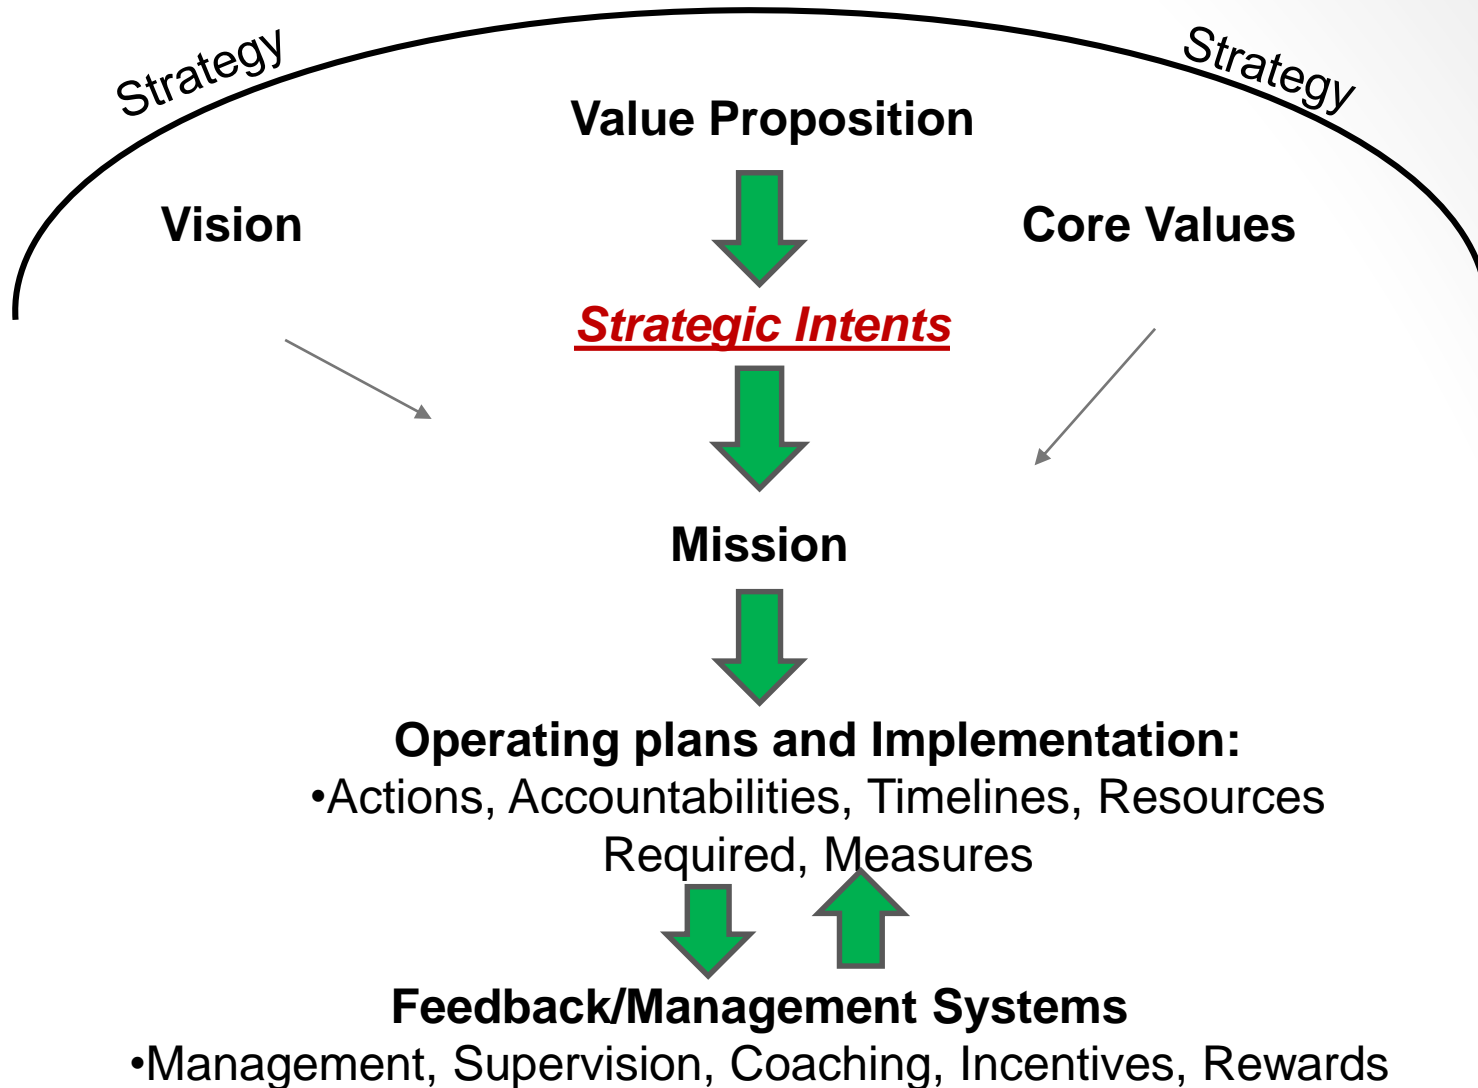 Strategy
Strategy
Value Proposition
Vision
Core Values
Strategic Intents
Mission
Operating plans and Implementation:
•Actions, Accountabilities, Timelines, Resources
Required, Measures
Feedback/Management Systems
•Management, Supervision, Coaching, Incentives, Rewards